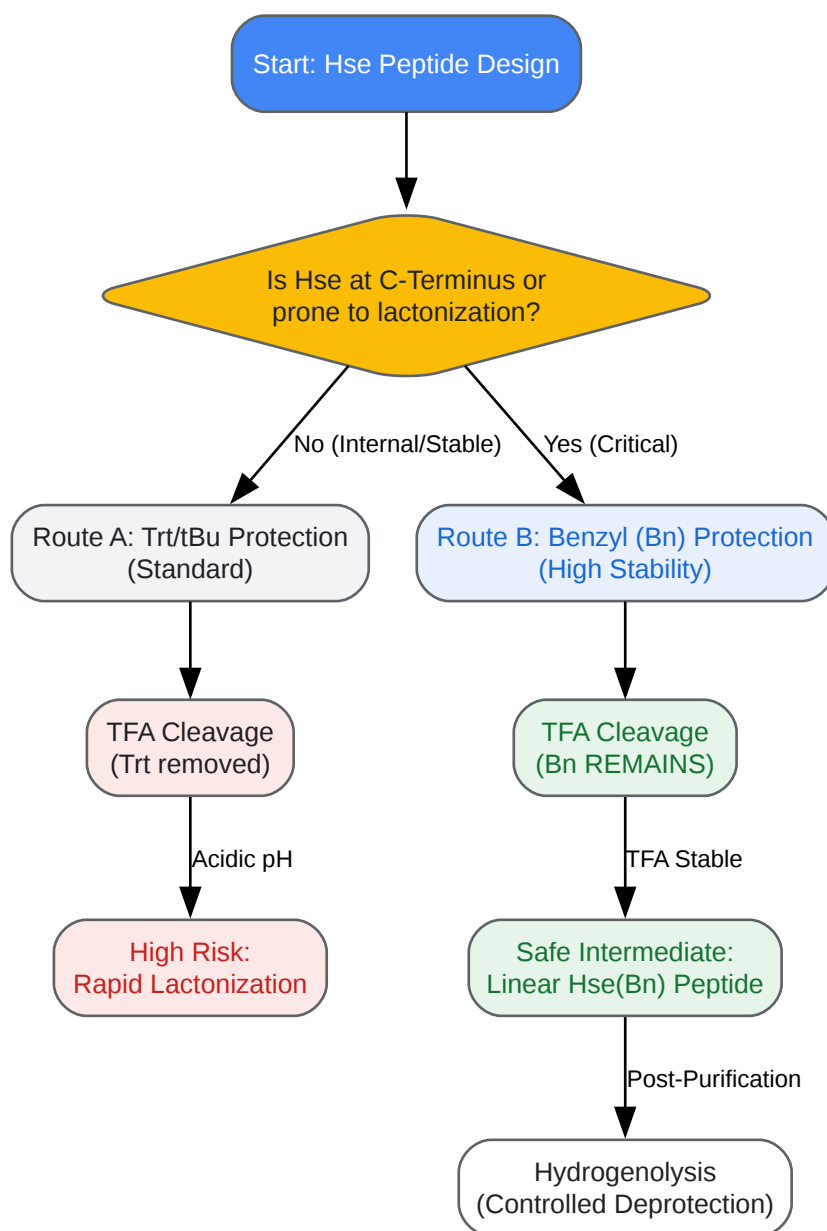 Start: Hse Peptide Design
Is Hse at C-Terminus or
prone to lactonization?
No (Internal/Stable)
Yes (Critical)
Route A: Trt/tBu Protection
(Standard)
Route B: Benzyl (Bn) Protection
(High Stability)
TFA Cleavage
(Trt removed)
TFA Cleavage
(Bn REMAINS)
Acidic pH
TFA Stable
High Risk:
Rapid Lactonization
Safe Intermediate:
Linear Hse(Bn) Peptide
Post-Purification
Hydrogenolysis
(Controlled Deprotection)